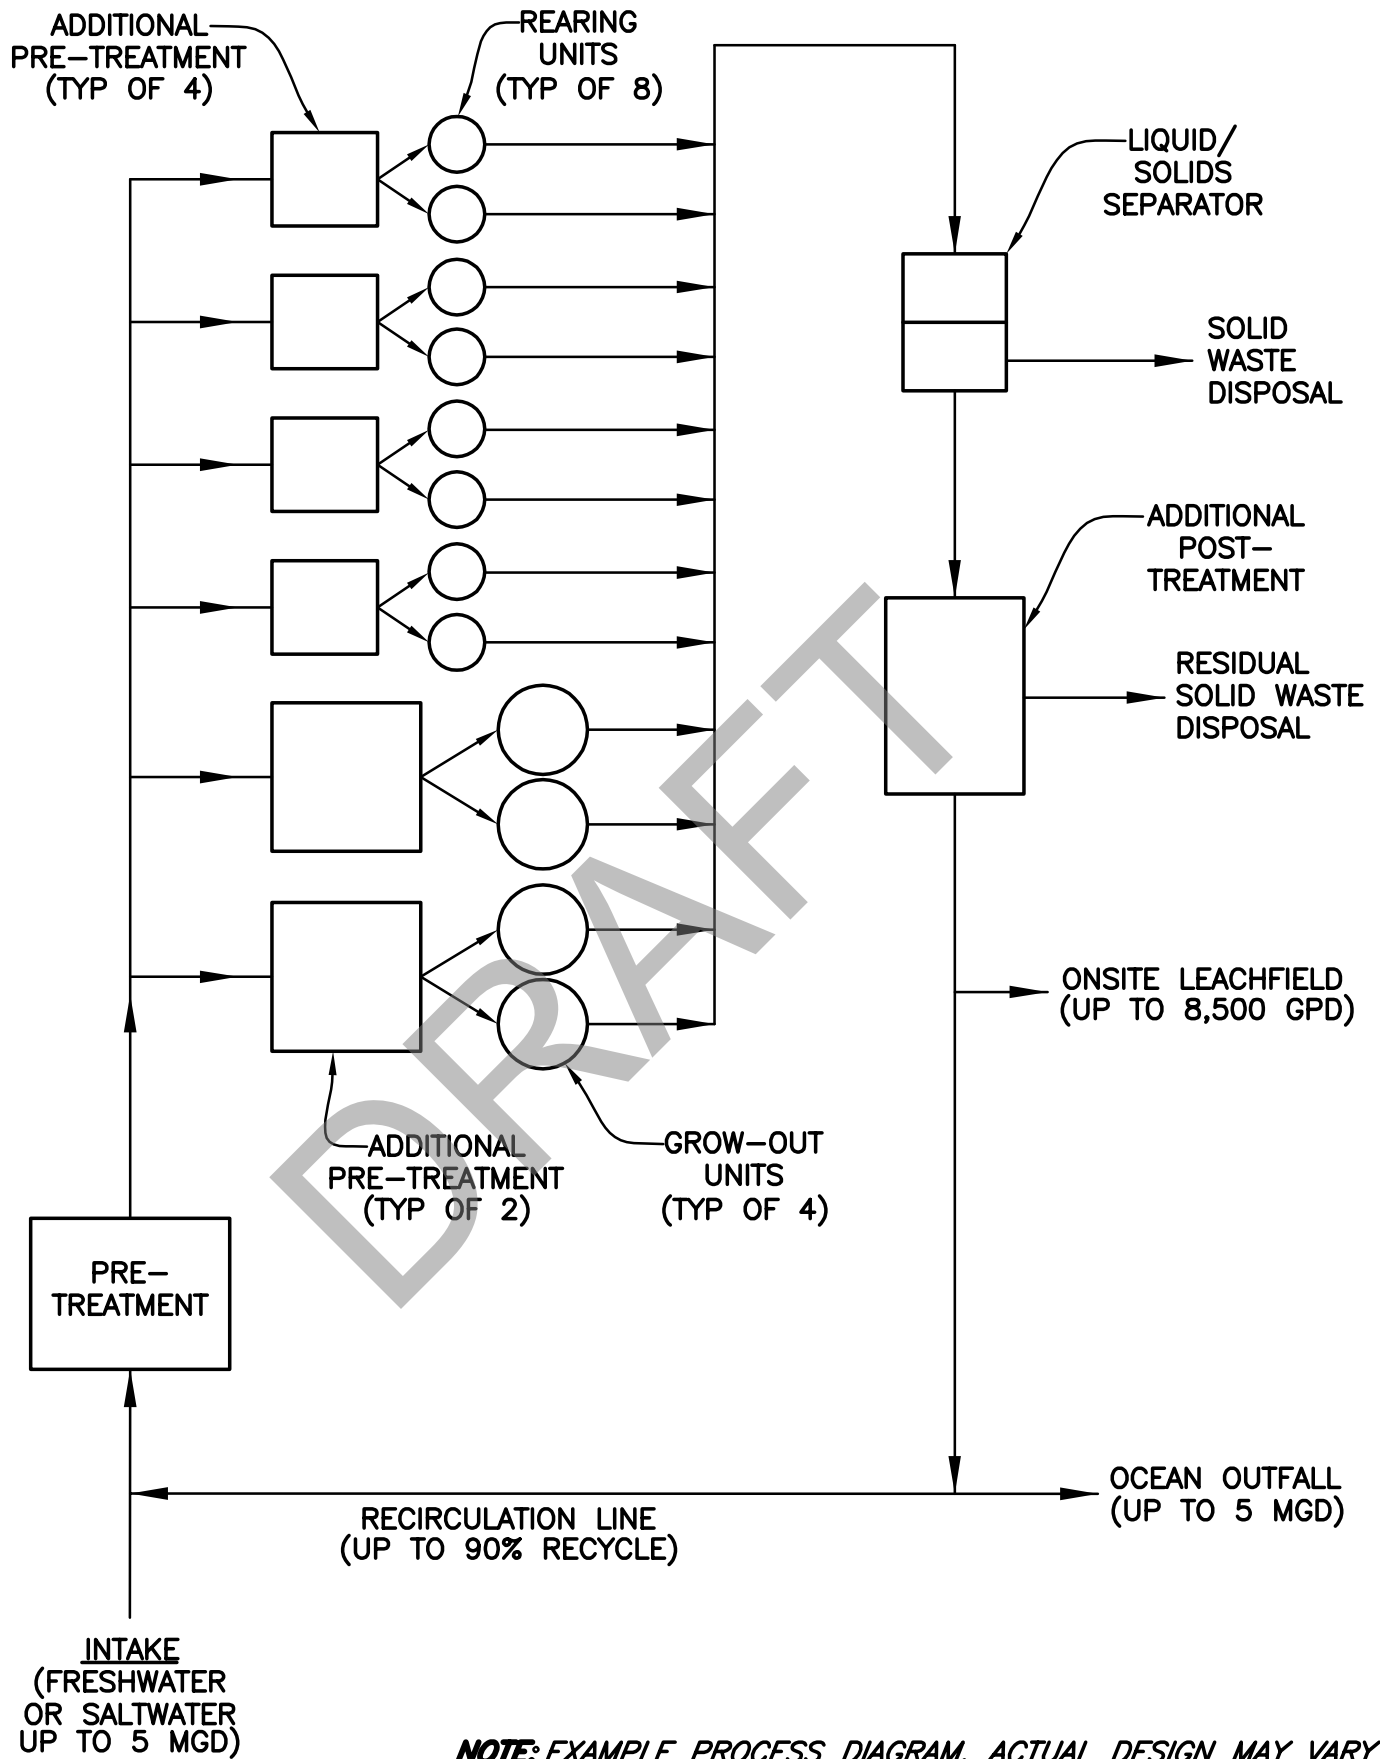 ADDITIONAL
PRE-TREATMENT
(TYP OF 4)
REARING
UNITS
(TYP OF 8)
LIQUID/
SOLIDS
SEPARATOR
SOLID
WASTE
DISPOSAL
ADDITIONAL
POST-
TREATMENT
RESIDUAL
SOLID WASTE
DISPOSAL
ONSITE LEACHFIELD
(UP TO 8,500 GPD)
ADDITIONAL
PRE-TREATMENT
(TYP OF 2)
GROW-OUT
UNITS
(TYP OF 4)
DRAFT
PRE-
TREATMENT
OCEAN OUTFALL
(UP TO 5 MGD)
RECIRCULATION LINE
(UP TO 90% RECYCLE)
INTAKE
(FRESHWATER
OR SALTWATER
UP TO 5 MGD)
NOTE: EXAMPLE PROCESS DIAGRAM. ACTUAL DESIGN MAY VARY